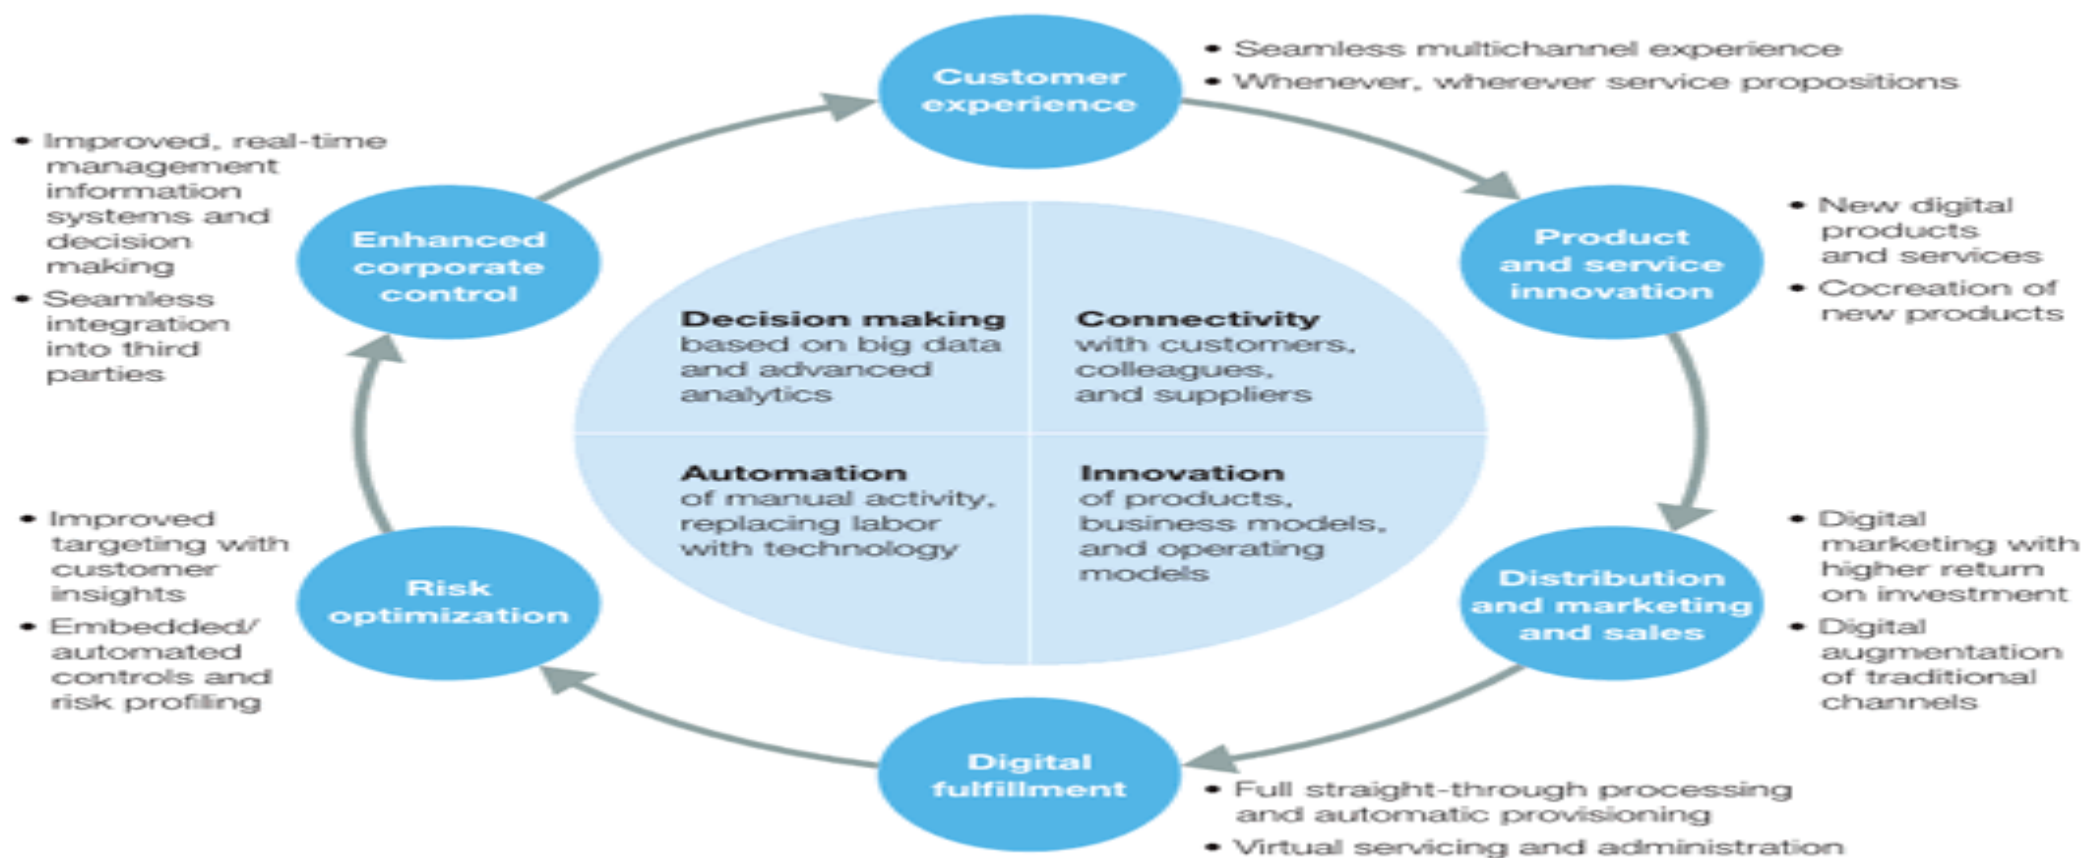 Customer
experience
• Seamless multichannel experience
• Whenever, wherever service propositions
Product
and service
innovation
• New digital
products
and services
• Cocreation of
new products
Distribution
and marketing
and sales
• Digital
marketing with
higher return
on investment
• Digital
augmentation
of traditional
channels
Digital
fulfillment
• Full straight-through processing
and automatic provisioning
• Virtual servicing and administration
Risk
optimization
• Improved
targeting with
customer
insights
• Embedded/
automated
controls and
risk profiling
Enhanced
corporate
control
• Improved, real-time
management
information
systems and
decision
making
• Seamless
integration
into third
parties
Decision making
based on big data
and advanced
analytics
Connectivity
with customers,
colleagues,
and suppliers
Automation
of manual activity,
replacing labor
with technology
Innovation
of products,
business models,
and operating
models